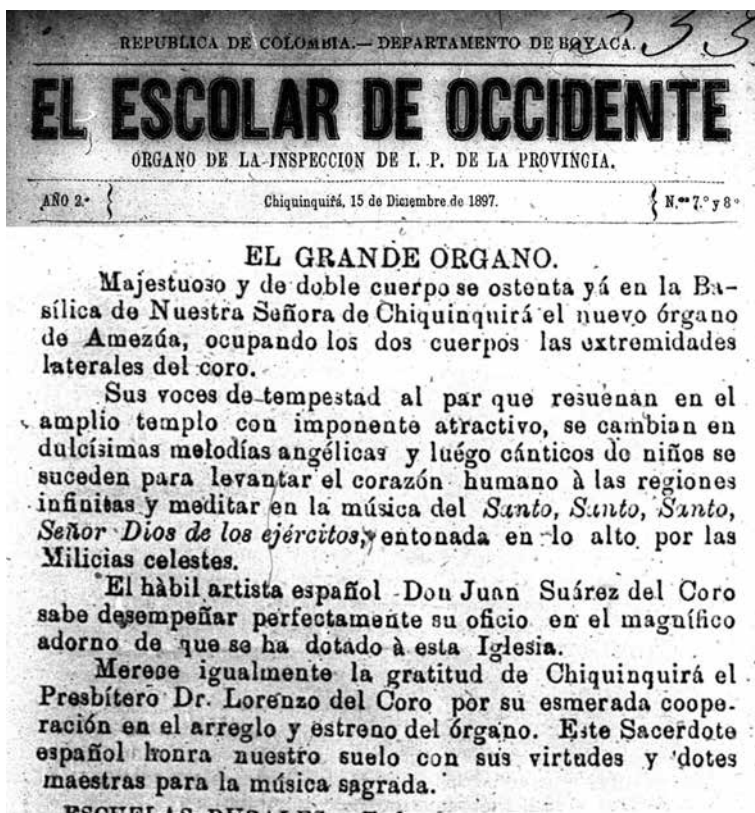 333
REPUBLICA DE COLOMBIA.— DEPARTAMENTO DE BOYACA.
EL ESCOLAR DE OCCIDENTE
ORGANO DE LA INSPECCION DE I. P. DE LA PROVINCIA.
AÑO 2.º { Chiquinquirá, 15 de Diciembre de 1897. } N.ᵒˢ 7.º y 8º
EL GRANDE ORGANO.
Majestuoso y de doble cuerpo se ostenta yá en la Ba-
sílica de Nuestra Señora de Chiquinquirá el nuevo órgano
de Amezúa, ocupando los dos cuerpos las extremidades
laterales del coro.
Sus voces de tempestad al par que resuenan en el
amplio templo con imponente atractivo, se cambian en
dulcísimas melodías angélicas y luégo cánticos de niños se
suceden para levantar el corazón humano à las regiones
infinitas y meditar en la música del Santo, Santo, Santo,
Señor Dios de los ejércitos, entonada en lo alto por las
Milicias celestes.
El hàbil artista español Don Juan Suárez del Coro
sabe desempeñar perfectamente su oficio en el magnífico
adorno de que se ha dotado à esta Iglesia.
Merece igualmente la gratitud de Chiquinquirá el
Presbítero Dr. Lorenzo del Coro por su esmerada coope-
ración en el arreglo y estreno del órgano. Este Sacerdote
español honra nuestro suelo con sus virtudes y dotes
maestras para la música sagrada.